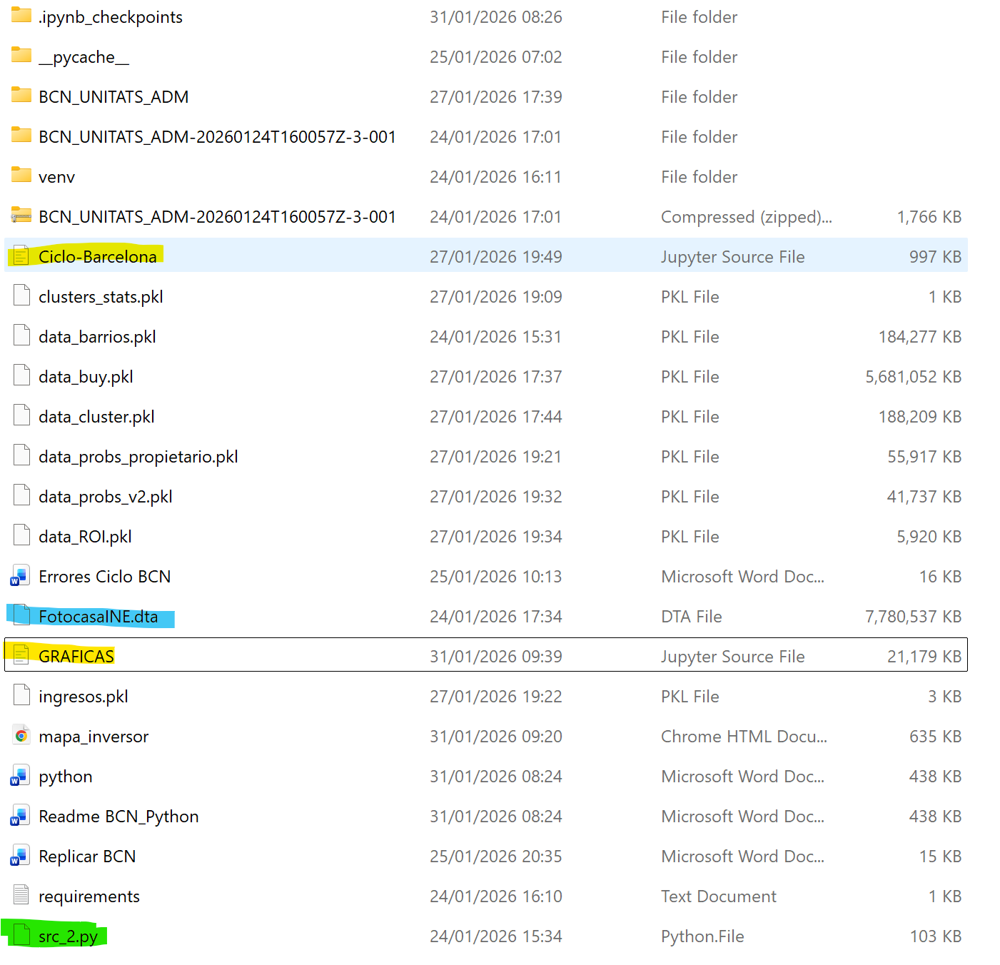 .ipynb_checkpoints 31/01/2026 08:26 File folder
__pycache__ 25/01/2026 07:02 File folder
BCN_UNITATS_ADM 27/01/2026 17:39 File folder
BCN_UNITATS_ADM-20260124T160057Z-3-001 24/01/2026 17:01 File folder
venv 24/01/2026 16:11 File folder
BCN_UNITATS_ADM-20260124T160057Z-3-001 24/01/2026 17:01 Compressed (zipped)... 1,766 KB
Ciclo-Barcelona 27/01/2026 19:49 Jupyter Source File 997 KB
clusters_stats.pkl 27/01/2026 19:09 PKL File 1 KB
data_barrios.pkl 24/01/2026 15:31 PKL File 184,277 KB
data_buy.pkl 27/01/2026 17:37 PKL File 5,681,052 KB
data_cluster.pkl 27/01/2026 17:44 PKL File 188,209 KB
data_probs_propietario.pkl 27/01/2026 19:21 PKL File 55,917 KB
data_probs_v2.pkl 27/01/2026 19:32 PKL File 41,737 KB
data_ROI.pkl 27/01/2026 19:34 PKL File 5,920 KB
Errores Ciclo BCN 25/01/2026 10:13 Microsoft Word Doc... 16 KB
FotocasaINE.dta 24/01/2026 17:34 DTA File 7,780,537 KB
GRAFICAS 31/01/2026 09:39 Jupyter Source File 21,179 KB
ingresos.pkl 27/01/2026 19:22 PKL File 3 KB
mapa_inversor 31/01/2026 09:20 Chrome HTML Docu... 635 KB
python 31/01/2026 08:24 Microsoft Word Doc... 438 KB
Readme BCN_Python 31/01/2026 08:24 Microsoft Word Doc... 438 KB
Replicar BCN 25/01/2026 20:35 Microsoft Word Doc... 15 KB
requirements 24/01/2026 16:10 Text Document 1 KB
src_2.py 24/01/2026 15:34 Python.File 103 KB